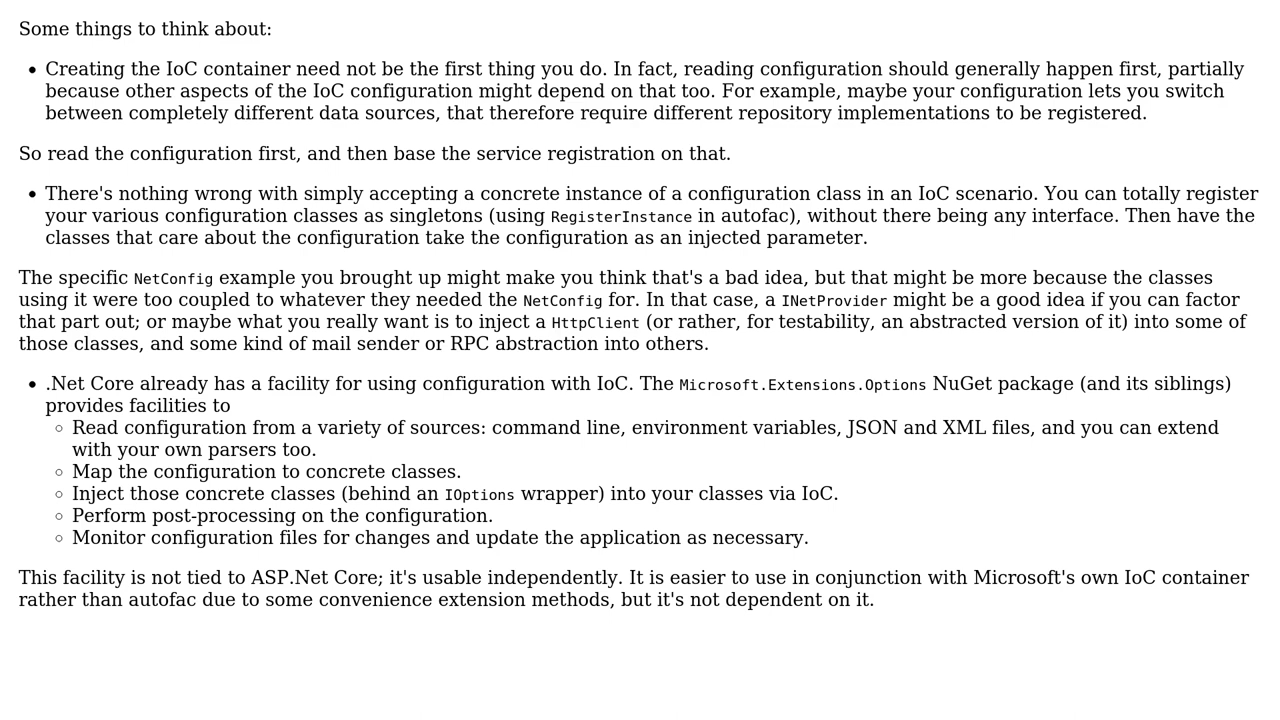 Some things to think about:
Creating the IoC container need not be the first thing you do. In fact, reading configuration should generally happen first, partially
because other aspects of the IoC configuration might depend on that too. For example, maybe your configuration lets you switch
between completely different data sources, that therefore require different repository implementations to be registered.
So read the configuration first, and then base the service registration on that.
There's nothing wrong with simply accepting a concrete instance of a configuration class in an IoC scenario. You can totally register
your various configuration classes as singletons (using RegisterInstance in autofac), without there being any interface. Then have the
classes that care about the configuration take the configuration as an injected parameter.
The specific NetConfig example you brought up might make you think that's a bad idea, but that might be more because the classes
using it were too coupled to whatever they needed the NetConfig for. In that case, a INetProvider might be a good idea if you can factor
that part out; or maybe what you really want is to inject a HttpClient (or rather, for testability, an abstracted version of it) into some of
those classes, and some kind of mail sender or RPC abstraction into others.
.Net Core already has a facility for using configuration with IoC. The Microsoft.Extensions.Options NuGet package (and its siblings)
provides facilities to
Read configuration from a variety of sources: command line, environment variables, JSON and XML files, and you can extend
with your own parsers too.
Map the configuration to concrete classes.
Inject those concrete classes (behind an IOptions wrapper) into your classes via IoC.
Perform post-processing on the configuration.
Monitor configuration files for changes and update the application as necessary.
This facility is not tied to ASP.Net Core; it's usable independently. It is easier to use in conjunction with Microsoft's own IoC container
rather than autofac due to some convenience extension methods, but it's not dependent on it.